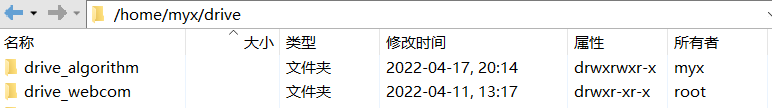 /home/myx/drive
名称 大小 类型 修改时间 属性 所有者
drive_algorithm 文件夹 2022-04-17, 20:14 drwxrwxr-x myx
drive_webcom 文件夹 2022-04-11, 13:17 drwxr-xr-x root